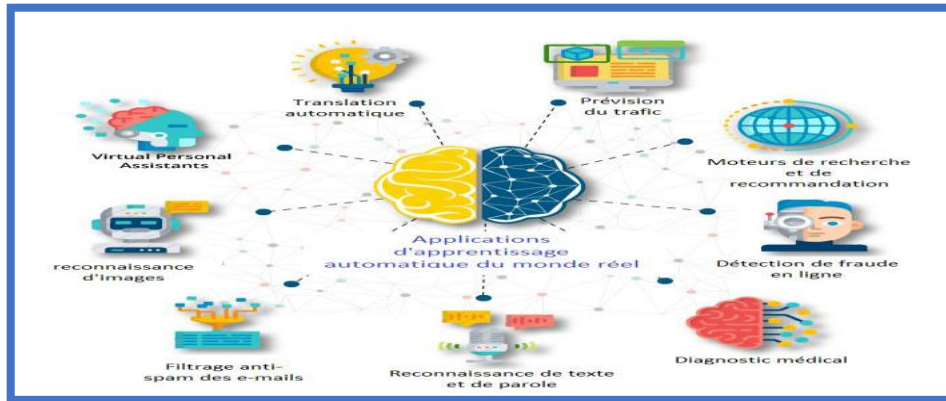 Translation
automatique
Prévision
du trafic
Virtual Personal
Assistants
Moteurs de recherche
et de
recommandation
Applications
d'apprentissage
automatique du monde réel
reconnaissance
d'images
Détection de fraude
en ligne
Filtrage anti-
spam des e-mails
Reconnaissance de texte
et de parole
Diagnostic médical